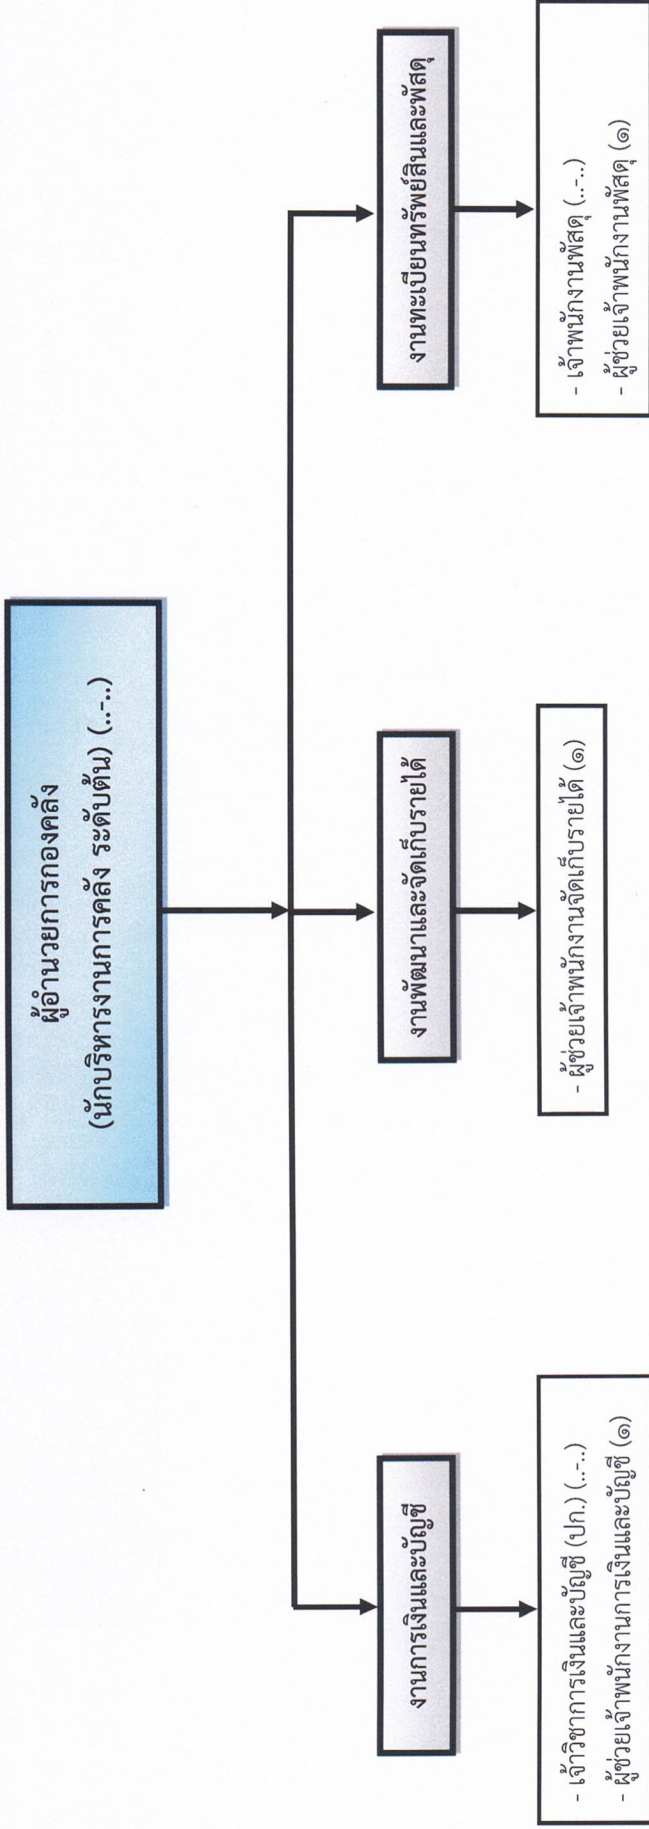 ผู้อำนวยการกองคลัง
(นักบริหารงานการคลัง ระดับต้น) (..-..)
งานการเงินและบัญชี
งานพัฒนาและจัดเก็บรายได้
งานทะเบียนทรัพย์สินและพัสดุ
- เจ้าวิชาการเงินและบัญชี (ปก.) (..-..)
- ผู้ช่วยเจ้าพนักงานการเงินและบัญชี (๑)
- ผู้ช่วยเจ้าพนักงานจัดเก็บรายได้ (๑)
- เจ้าพนักงานพัสดุ (..-..)
- ผู้ช่วยเจ้าพนักงานพัสดุ (๑)